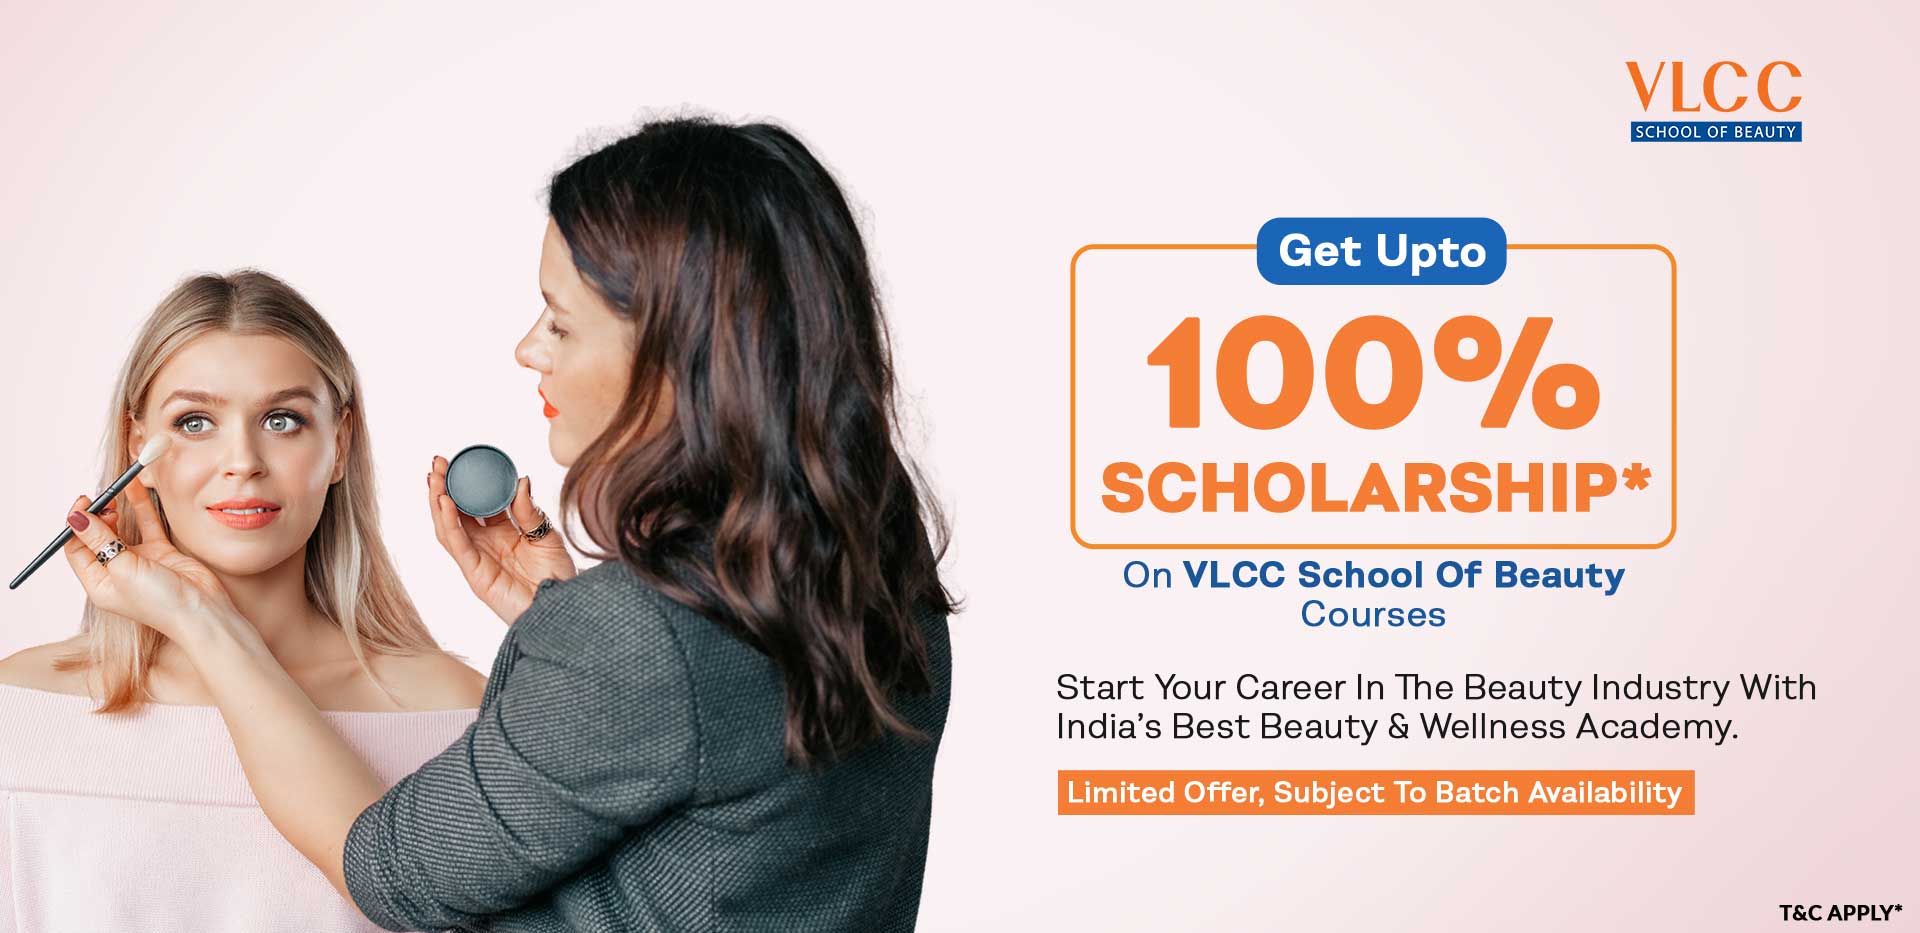 VLCC
SCHOOL OF BEAUTY
Get Upto
100%
SCHOLARSHIP*
On VLCC School Of Beauty
Courses
Start Your Career In The Beauty Industry With
India's Best Beauty & Wellness Academy.
Limited Offer, Subject To Batch Availability
T&C APPLY*